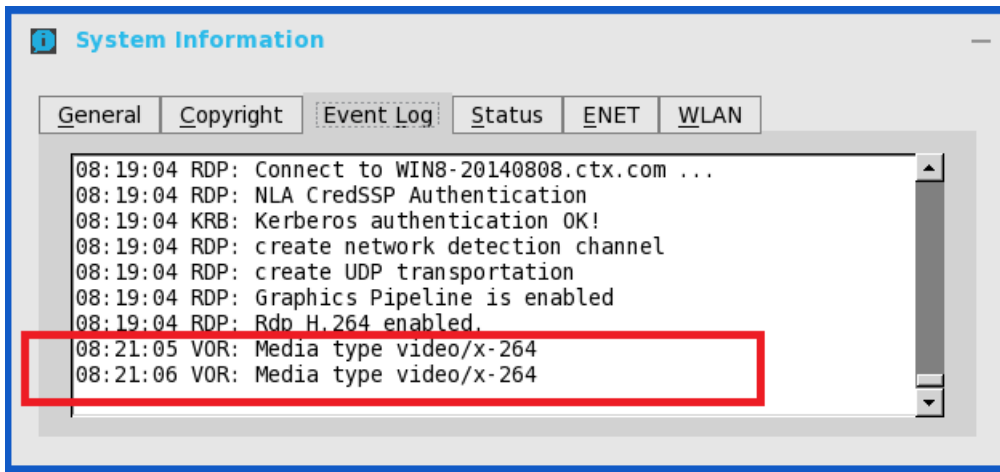 System Information
General Copyright Event Log Status ENET WLAN
08:19:04 RDP: Connect to WIN8-20140808.ctx.com ...
08:19:04 RDP: NLA CredSSP Authentication
08:19:04 KRB: Kerberos authentication OK!
08:19:04 RDP: create network detection channel
08:19:04 RDP: create UDP transportation
08:19:04 RDP: Graphics Pipeline is enabled
08:19:04 RDP: Rdp H.264 enabled.
08:21:05 VOR: Media type video/x-264
08:21:06 VOR: Media type video/x-264